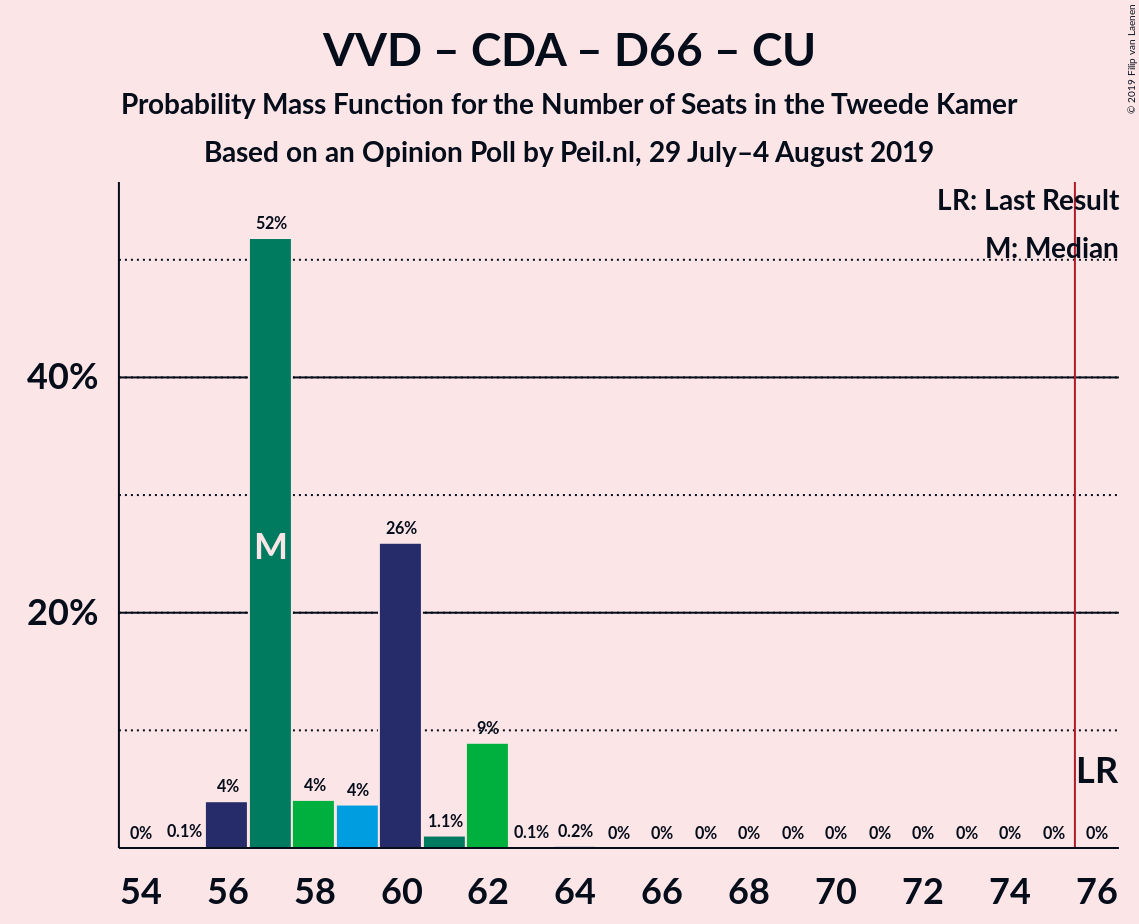 VVD – CDA – D66 – CU
Probability Mass Function for the Number of Seats in the Tweede Kamer
Based on an Opinion Poll by Peil.nl, 29 July–4 August 2019
© 2019 Filip van Laenen
LR: Last Result
M: Median
52%
40%
M
26%
20%
9%
LR
0% 0.1% 4% 4% 4% 1.1% 0.1% 0.2% 0% 0% 0% 0% 0% 0% 0% 0% 0% 0% 0% 0%
54 56 58 60 62 64 66 68 70 72 74 76